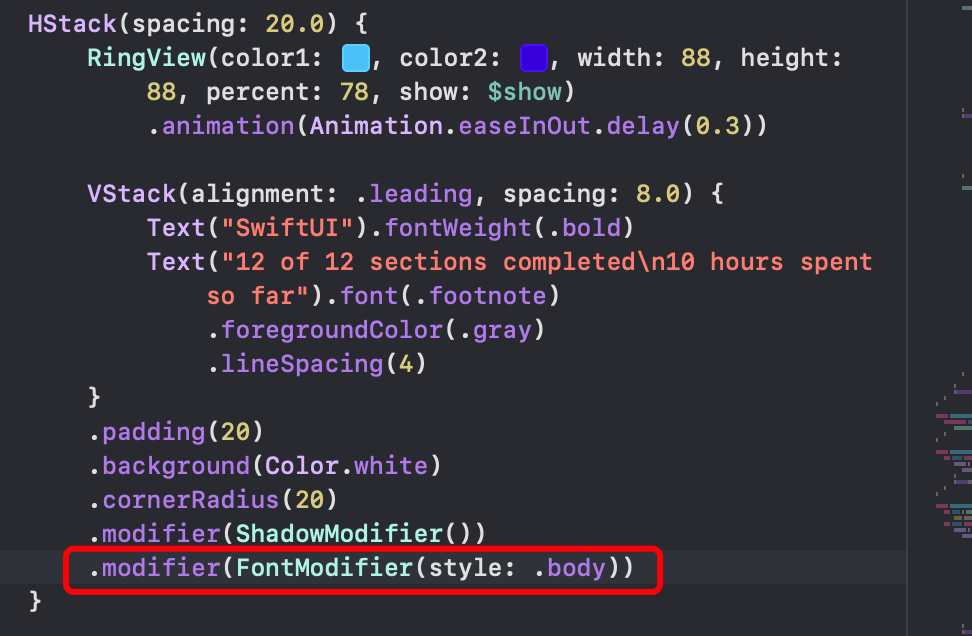 HStack(spacing: 20.0) {
RingView(color1: , color2: , width: 88, height:
88, percent: 78, show: $show)
.animation(Animation.easeInOut.delay(0.3))
VStack(alignment: .leading, spacing: 8.0) {
Text("SwiftUI").fontWeight(.bold)
Text("12 of 12 sections completed\n10 hours spent
so far").font(.footnote)
.foregroundColor(.gray)
.lineSpacing(4)
}
.padding(20)
.background(Color.white)
.cornerRadius(20)
.modifier(ShadowModifier())
.modifier(FontModifier(style: .body))
}